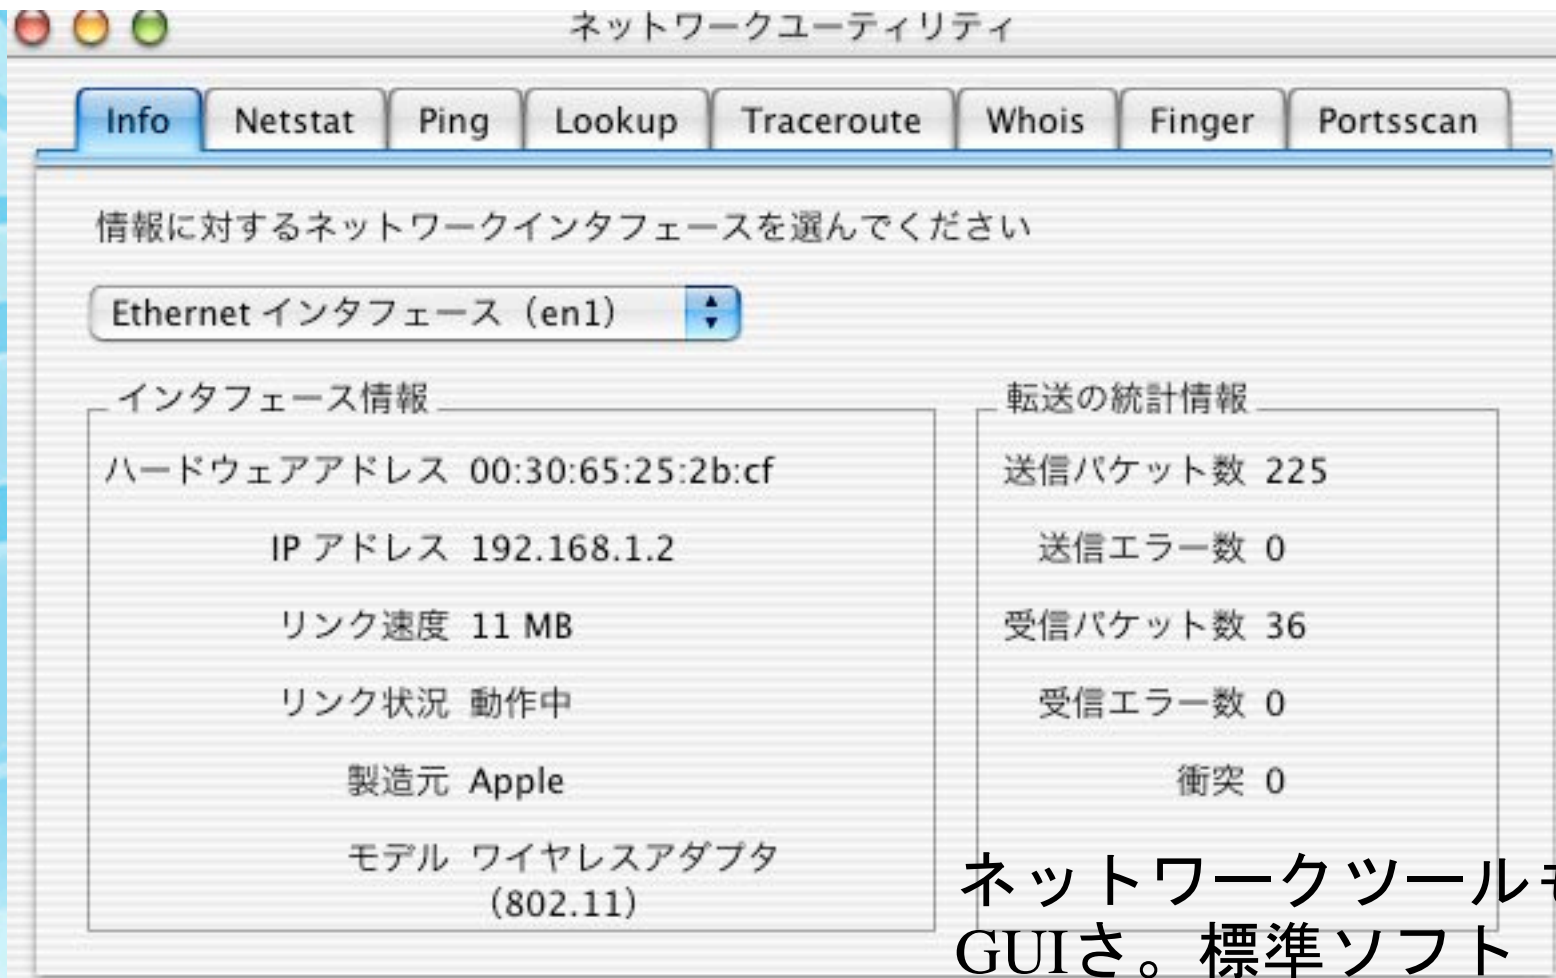 ネットワークユーティリティ
Info Netstat Ping Lookup Traceroute Whois Finger Portsscan
情報に対するネットワークインタフェースを選んでください
Ethernet インタフェース（en1）
インタフェース情報
ハードウェアアドレス 00:30:65:25:2b:cf
IP アドレス 192.168.1.2
リンク速度 11 MB
リンク状況 動作中
製造元 Apple
モデル ワイヤレスアダプタ
（802.11）
転送の統計情報
送信パケット数 225
送信エラー数 0
受信パケット数 36
受信エラー数 0
衝突 0
ネットワークツールも
GUIさ。標準ソフト